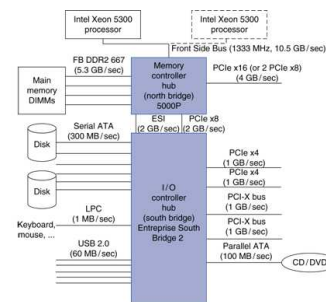 Intel Xeon 5300
processor
Intel Xeon 5300
processor
Front Side Bus (1333 MHz, 10.5 GB/sec)
FB DDR2 667
(5.3 GB/sec)
Main
memory
DIMMs
Memory
controller
hub
(north bridge)
5000P
PCIe x16 (or 2 PCIe x8)
(4 GB/sec)
ESI
(2 GB/sec)
PCIe x8
(2 GB/sec)
Serial ATA
(300 MB/sec)
Disk
Disk
LPC
(1 MB/sec)
Keyboard,
mouse, ...
USB 2.0
(60 MB/sec)
I/O
controller
hub
(south bridge)
Entreprise South
Bridge 2
PCIe x4
(1 GB/sec)
PCIe x4
(1 GB/sec)
PCI-X bus
(1 GB/sec)
PCI-X bus
(1 GB/sec)
Parallel ATA
(100 MB/sec)
CD/DVD